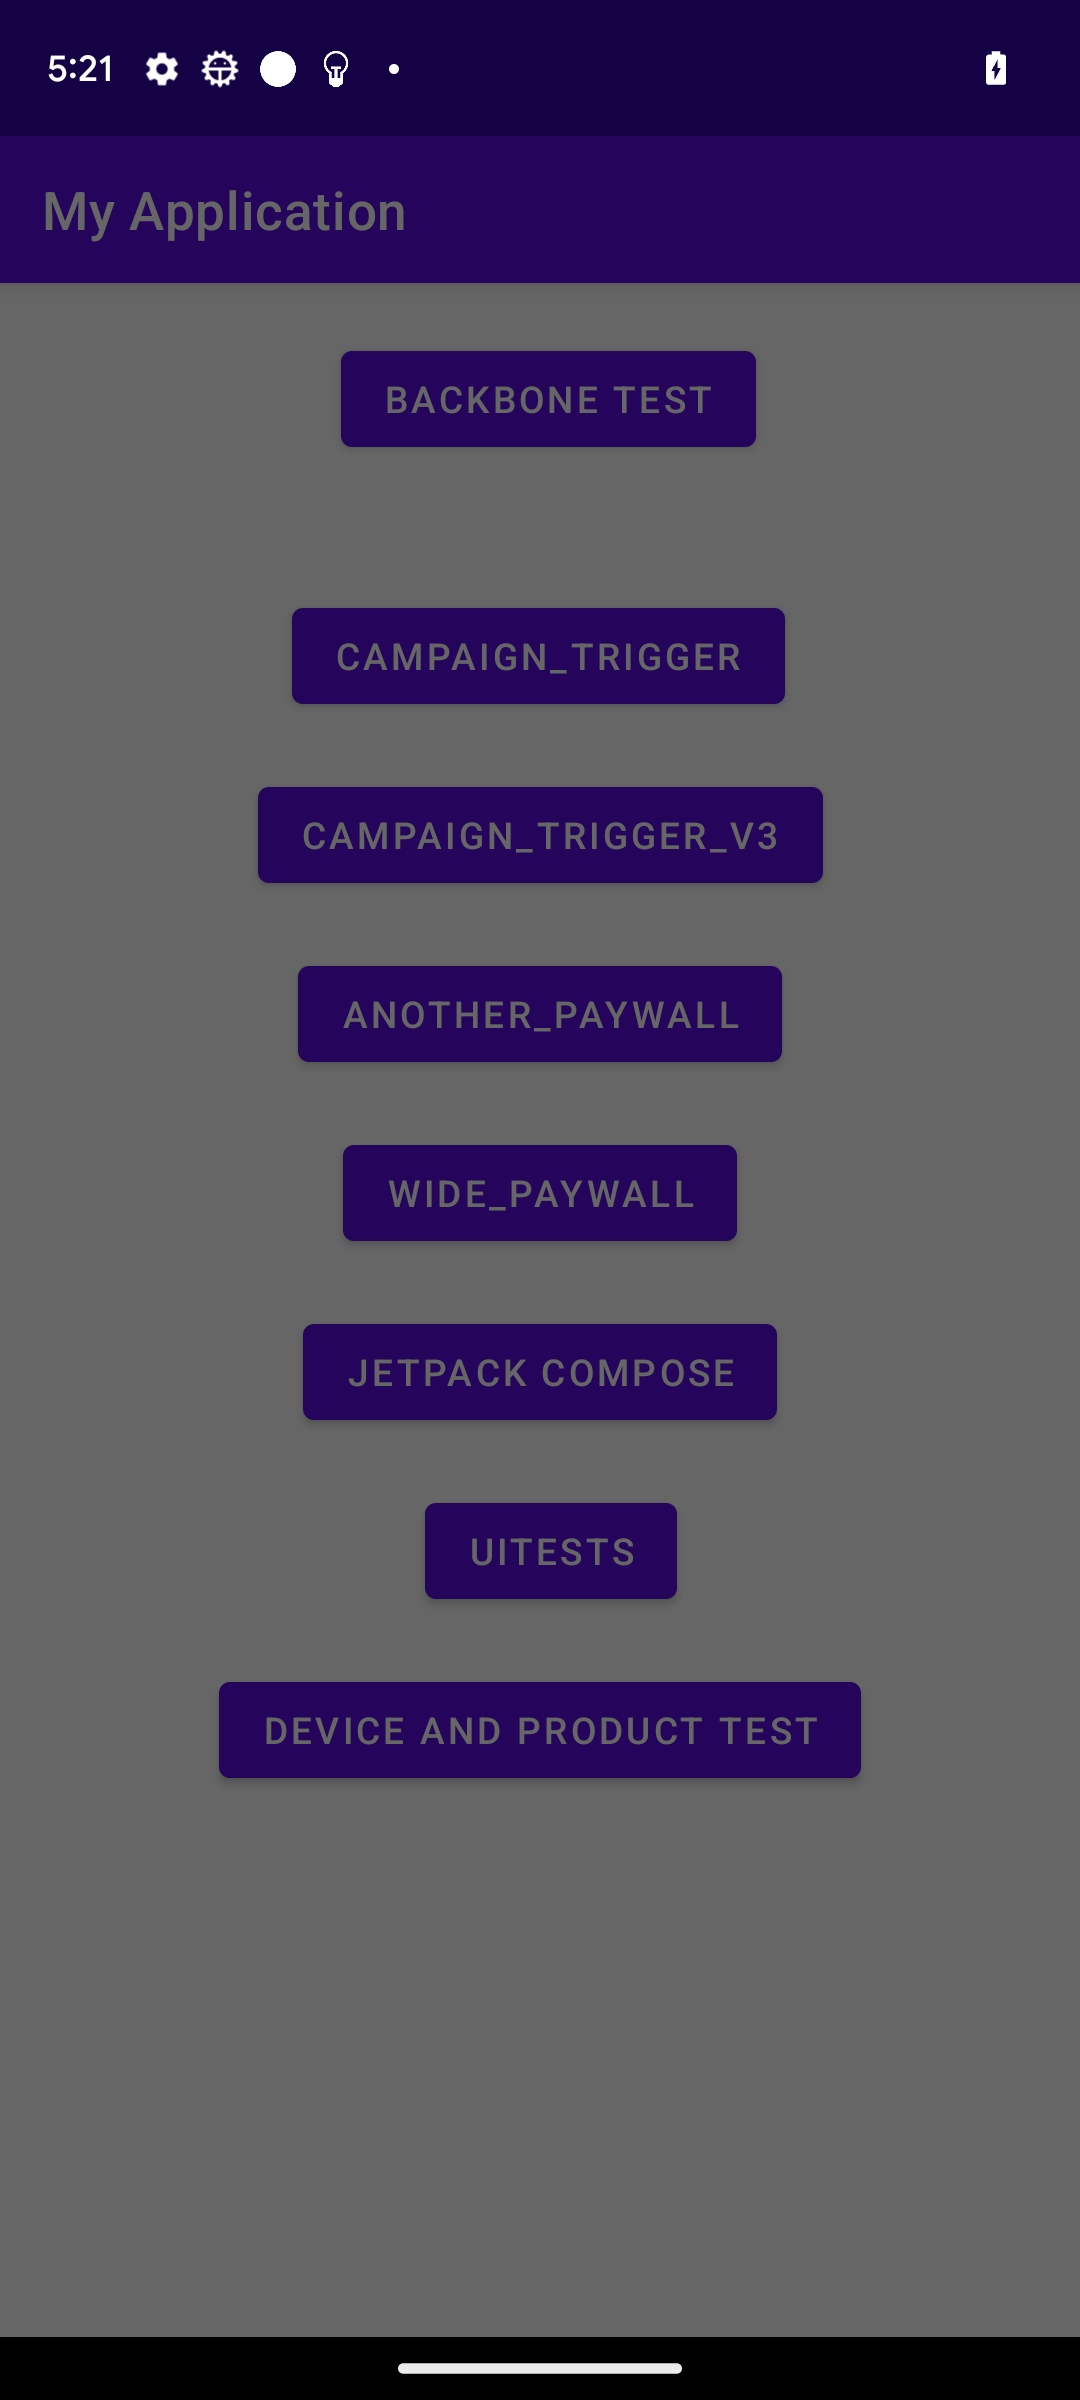 5:21
My Application
BACKBONE TEST
CAMPAIGN_TRIGGER
CAMPAIGN_TRIGGER_V3
ANOTHER_PAYWALL
WIDE_PAYWALL
JETPACK COMPOSE
UITESTS
DEVICE AND PRODUCT TEST